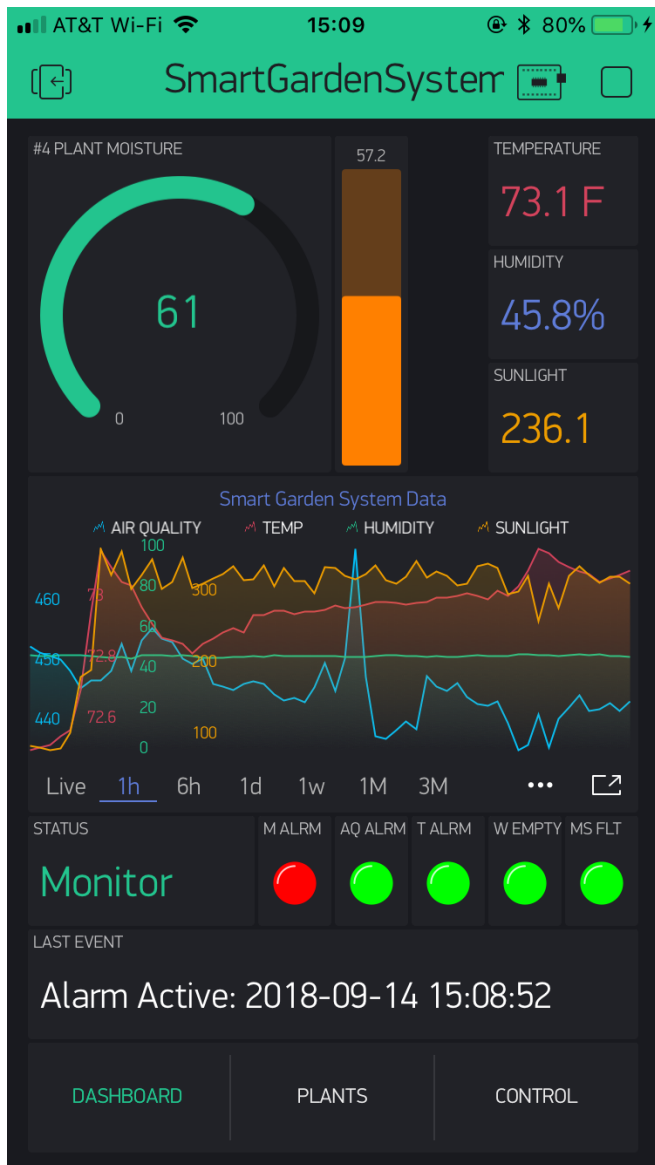 AT&T Wi-Fi 15:09 80%
SmartGardenSystem
#4 PLANT MOISTURE
61
0 100
57.2
TEMPERATURE
73.1 F
HUMIDITY
45.8%
SUNLIGHT
236.1
Smart Garden System Data
AIR QUALITY TEMP HUMIDITY SUNLIGHT
100
460 73 80 300
60
450 72.8 40 200
440 72.6 20 100
0
Live 1h 6h 1d 1w 1M 3M ...
STATUS
Monitor
M ALRM AQ ALRM T ALRM W EMPTY MS FLT
LAST EVENT
Alarm Active: 2018-09-14 15:08:52
DASHBOARD PLANTS CONTROL